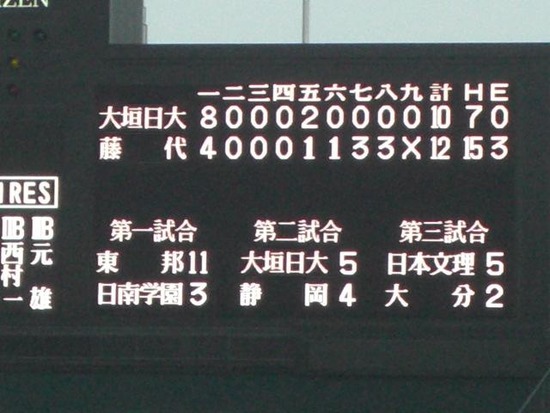 IZEN
一二三四五六七八九計 H E
大垣日大 8 0 0 0 2 0 0 0 0 10 7 0
藤代 4 0 0 0 1 1 3 3 X 12 15 3
RES
1B 元雄
1B 西村一
第一試合 第二試合 第三試合
東邦 11 大垣日大 5 日本文理 5
日南学園 3 静岡 4 大分 2